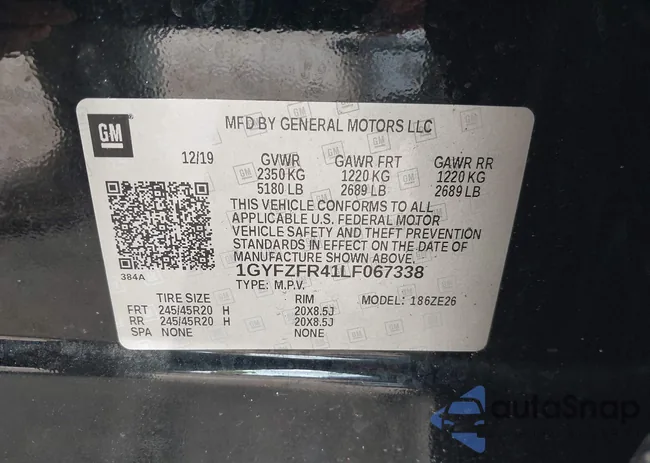 GM
MFD BY GENERAL MOTORS LLC
12/19 GVWR GAWR FRT GAWR RR
2350 KG 1220 KG 1220 KG
5180 LB 2689 LB 2689 LB
THIS VEHICLE CONFORMS TO ALL
APPLICABLE U.S. FEDERAL MOTOR
VEHICLE SAFETY AND THEFT PREVENTION
STANDARDS IN EFFECT ON THE DATE OF
MANUFACTURE SHOWN ABOVE.
384A 1GYFZFR41LF067338
TYPE: M.P.V.
TIRE SIZE RIM MODEL: 186ZE26
FRT 245/45R20 H 20X8.5J
RR 245/45R20 H 20X8.5J
SPA NONE NONE
autoSnap